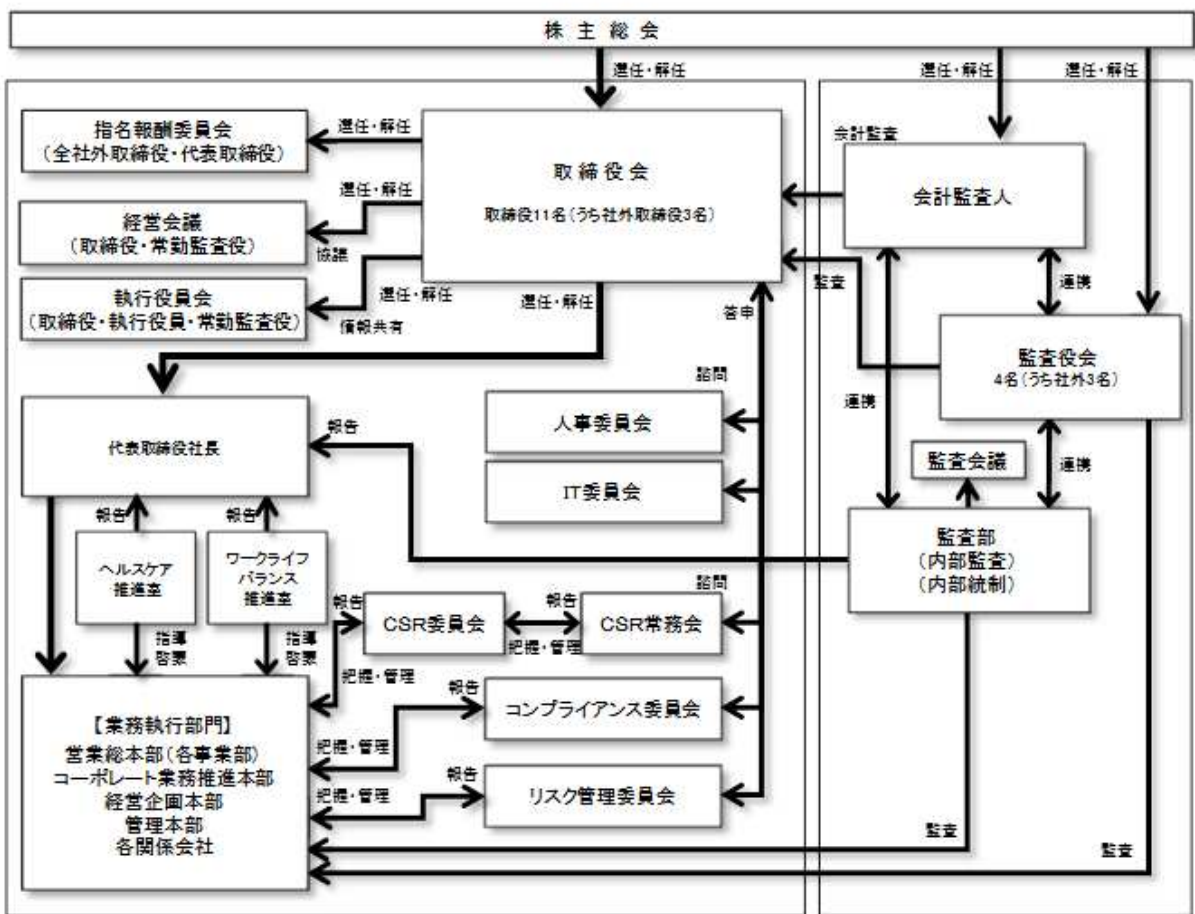 株主総会
選任・解任
選任・解任
選任・解任
指名報酬委員会
(全社外取締役・代表取締役)
選任・解任
取締役会
取締役11名(うち社外取締役3名)
会計監査
会計監査人
経営会議
(取締役・常勤監査役)
選任・解任
協議
執行役員会
(取締役・執行役員・常勤監査役)
選任・解任
情報共有
選任・解任
監査
連携
答申
監査役会
4名(うち社外3名)
諮問
連携
代表取締役社長
報告
人事委員会
IT委員会
監査会議
連携
監査部
(内部監査)
(内部統制)
報告
報告
ヘルスケア
推進室
ワークライフ
バランス
推進室
諮問
報告
CSR委員会
報告
把握・管理
CSR常務会
指導
啓蒙
指導
啓蒙
把握・管理
【業務執行部門】
営業総本部(各事業部)
コーポレート業務推進本部
経営企画本部
管理本部
各関係会社
報告
コンプライアンス委員会
把握・管理
報告
リスク管理委員会
把握・管理
監査
監査